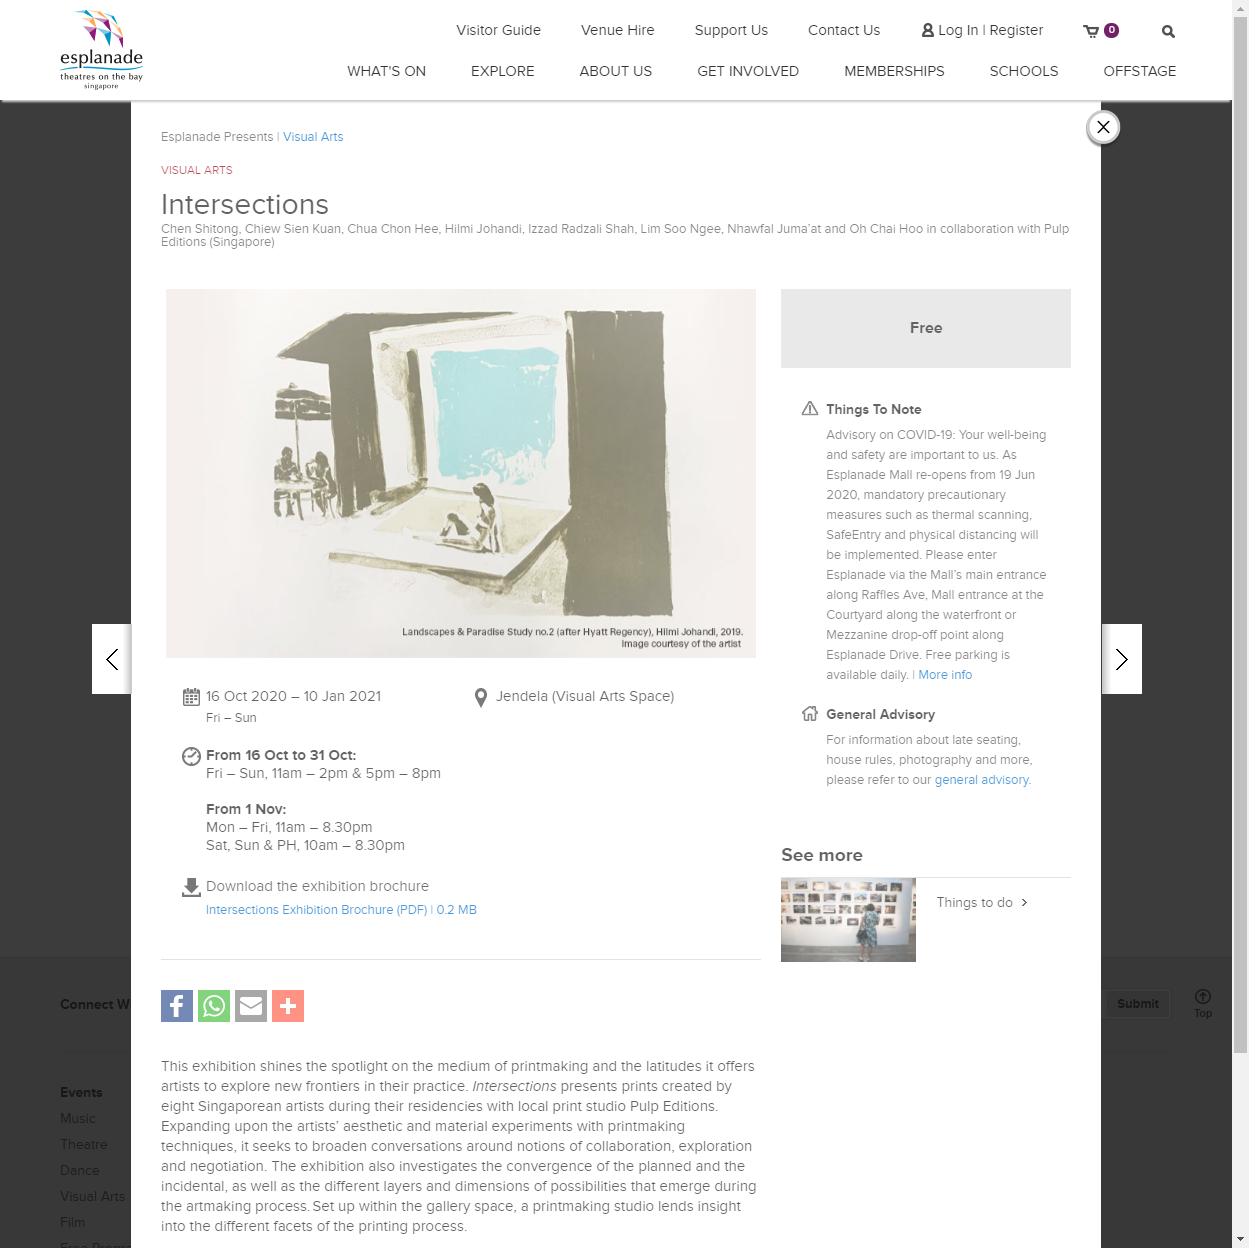 esplanade
theatres on the bay
singapore
Visitor Guide
Venue Hire
Support Us
Contact Us
Log In | Register
0
WHAT'S ON
EXPLORE
ABOUT US
GET INVOLVED
MEMBERSHIPS
SCHOOLS
OFFSTAGE
Esplanade Presents | Visual Arts
VISUAL ARTS
Intersections
Chen Shitong, Chiew Sien Kuan, Chua Chon Hee, Hilmi Johandi, Izzad Radzali Shah, Lim Soo Ngee, Nhawfal Juma'at and Oh Chai Hoo in collaboration with Pulp
Editions (Singapore)
Landscapes & Paradise Study no.2 (after Hyatt Regency), Hilmi Johandi, 2019.
Image courtesy of the artist
16 Oct 2020 – 10 Jan 2021
Fri – Sun
Jendela (Visual Arts Space)
From 16 Oct to 31 Oct:
Fri – Sun, 11am – 2pm & 5pm – 8pm
From 1 Nov:
Mon – Fri, 11am – 8.30pm
Sat, Sun & PH, 10am – 8.30pm
Download the exhibition brochure
Intersections Exhibition Brochure (PDF) | 0.2 MB
Free
Things To Note
Advisory on COVID-19: Your well-being
and safety are important to us. As
Esplanade Mall re-opens from 19 Jun
2020, mandatory precautionary
measures such as thermal scanning,
SafeEntry and physical distancing will
be implemented. Please enter
Esplanade via the Mall's main entrance
along Raffles Ave, Mall entrance at the
Courtyard along the waterfront or
Mezzanine drop-off point along
Esplanade Drive. Free parking is
available daily. | More info
General Advisory
For information about late seating,
house rules, photography and more,
please refer to our general advisory.
See more
Things to do
This exhibition shines the spotlight on the medium of printmaking and the latitudes it offers
artists to explore new frontiers in their practice. Intersections presents prints created by
eight Singaporean artists during their residencies with local print studio Pulp Editions.
Expanding upon the artists' aesthetic and material experiments with printmaking
techniques, it seeks to broaden conversations around notions of collaboration, exploration
and negotiation. The exhibition also investigates the convergence of the planned and the
incidental, as well as the different layers and dimensions of possibilities that emerge during
the artmaking process. Set up within the gallery space, a printmaking studio lends insight
into the different facets of the printing process.
Connect W
Submit
Top
Events
Music
Theatre
Dance
Visual Arts
Film